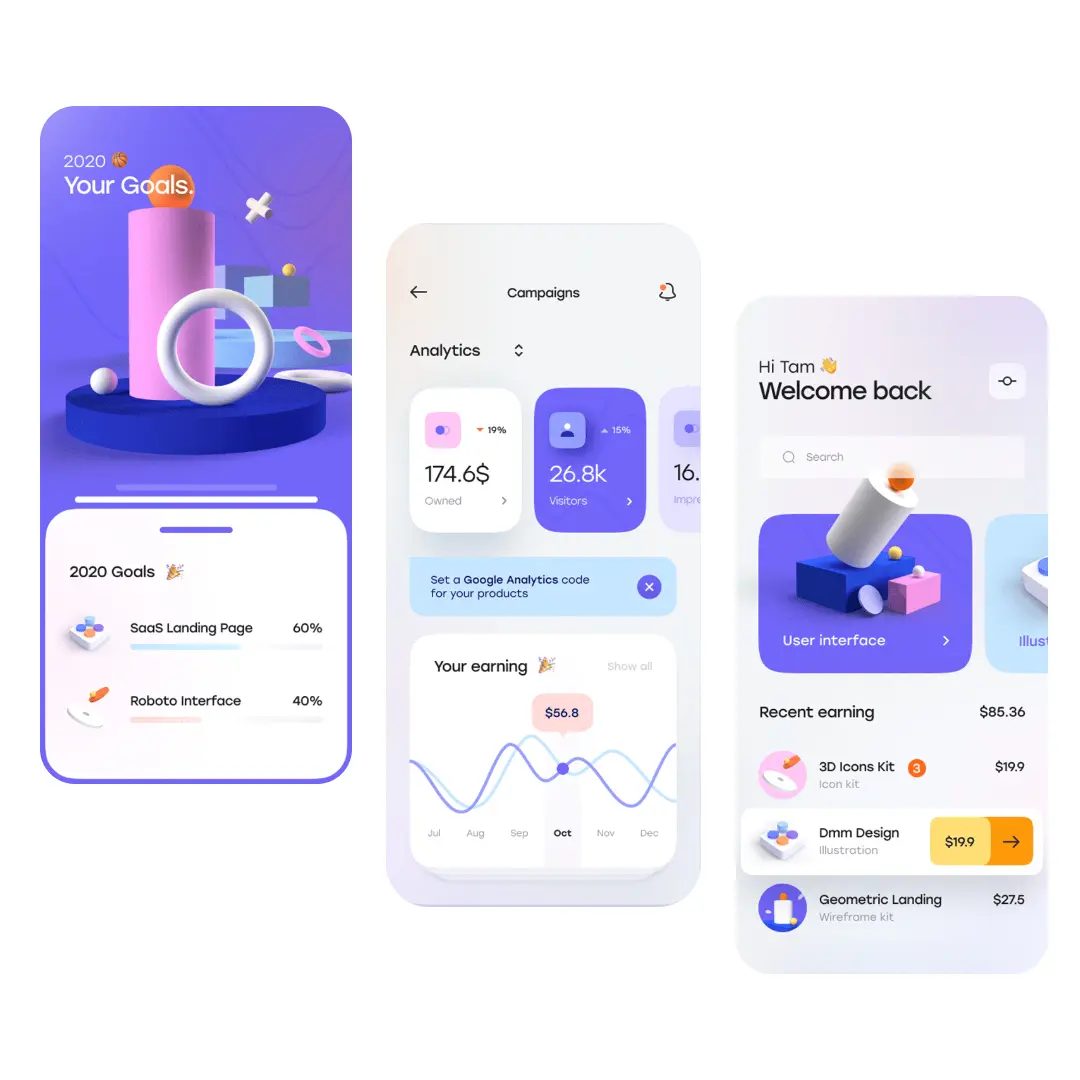 2020 🏀
Your Goals.
2020 Goals 🎉
SaaS Landing Page 60%
Roboto Interface 40%
Campaigns
Analytics
19%
174.6$
Owned
15%
26.8k
Visitors
16.
Impre
Set a Google Analytics code
for your products
Your earning 🎉 Show all
$56.8
Jul Aug Sep Oct Nov Dec
Hi Tam 👋
Welcome back
Search
User interface
Illust
Recent earning $85.36
3D Icons Kit 3 $19.9
Icon kit
Dmm Design $19.9
Illustration
Geometric Landing $27.5
Wireframe kit